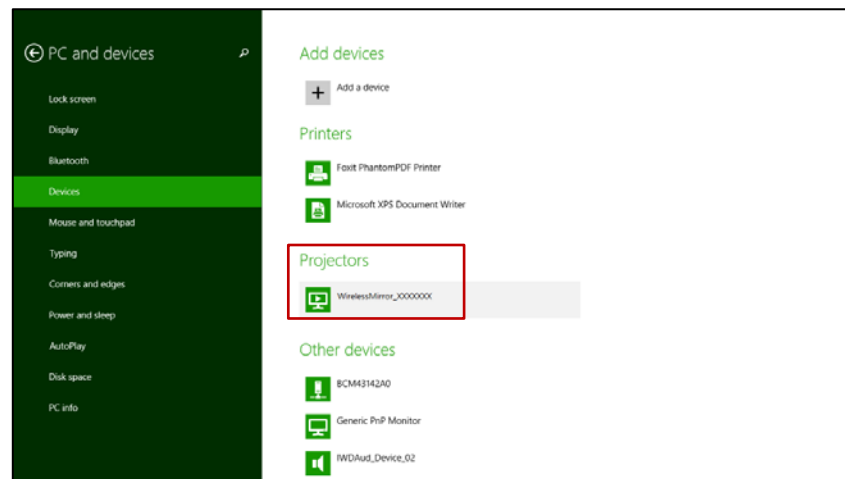 PC and devices
Lock screen
Display
Bluetooth
Devices
Mouse and touchpad
Typing
Corners and edges
Power and sleep
AutoPlay
Disk space
PC info
Add devices
Add a device
Printers
Foxit PhantomPDF Printer
Microsoft XPS Document Writer
Projectors
WirelessMirror_XXXXXXX
Other devices
BCM43142A0
Generic PnP Monitor
IWDAud_Device_02